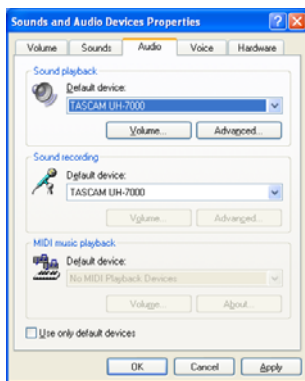 Sounds and Audio Devices Properties
Volume Sounds Audio Voice Hardware
Sound playback
Default device:
TASCAM UH-7000
Volume... Advanced...
Sound recording
Default device:
TASCAM UH-7000
Volume... Advanced...
MIDI music playback
Default device:
No MIDI Playback Devices
Volume... About...
Use only default devices
OK Cancel Apply